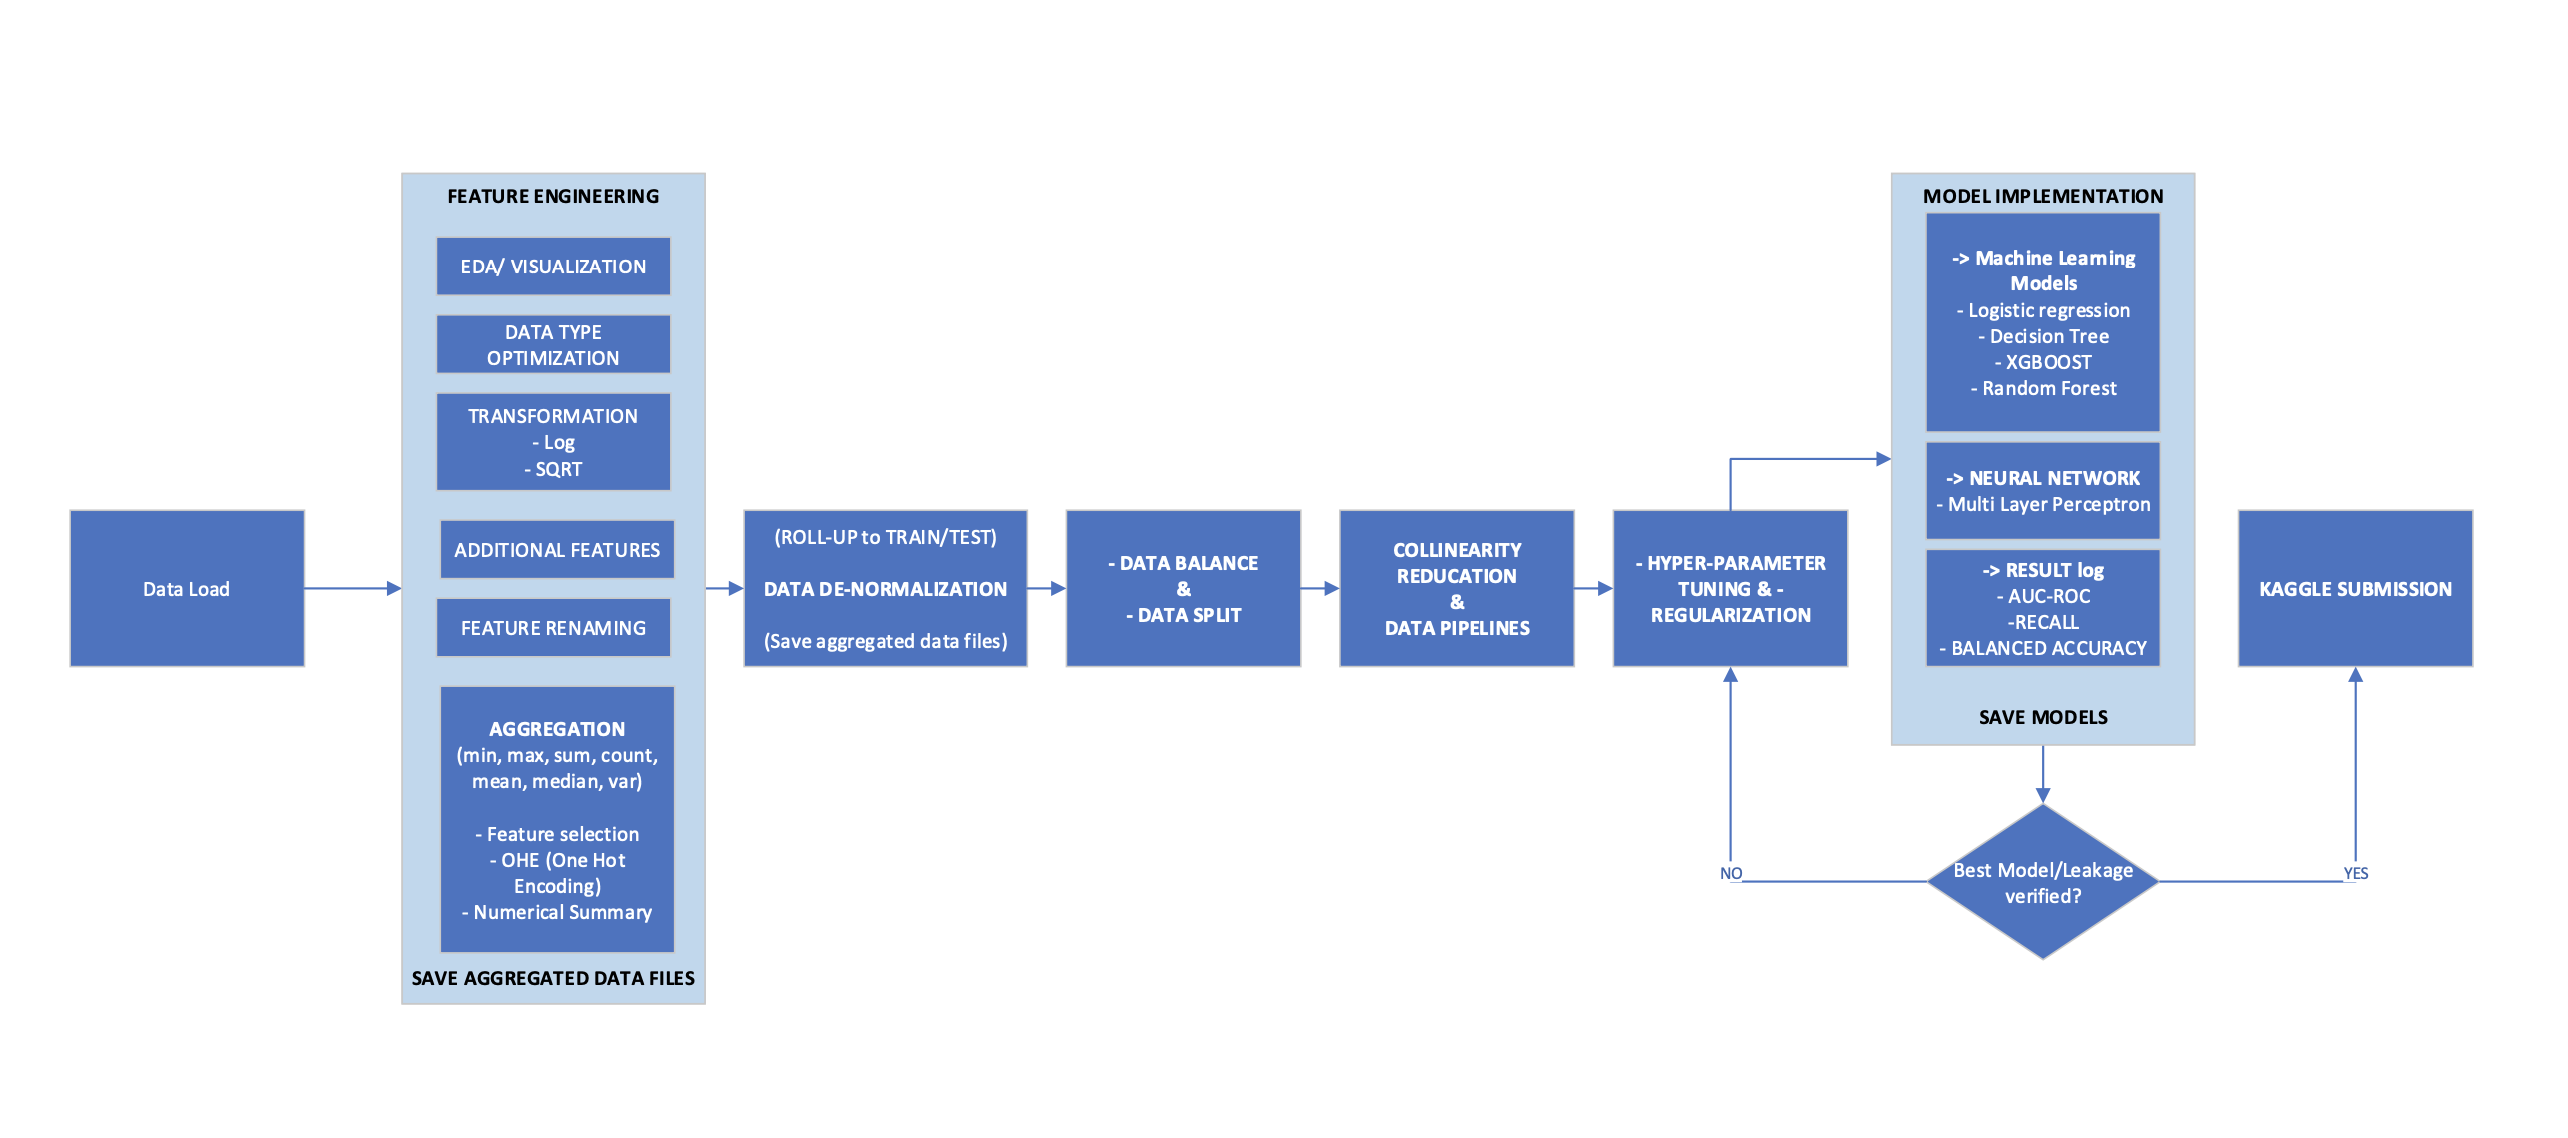 Data Load
FEATURE ENGINEERING
EDA/ VISUALIZATION
DATA TYPE
OPTIMIZATION
TRANSFORMATION
- Log
- SQRT
ADDITIONAL FEATURES
FEATURE RENAMING
AGGREGATION
(min, max, sum, count,
mean, median, var)
- Feature selection
- OHE (One Hot
Encoding)
- Numerical Summary
SAVE AGGREGATED DATA FILES
(ROLL-UP to TRAIN/TEST)
DATA DE-NORMALIZATION
(Save aggregated data files)
- DATA BALANCE
&
- DATA SPLIT
COLLINEARITY
REDUCATION
&
DATA PIPELINES
- HYPER-PARAMETER
TUNING & -
REGULARIZATION
MODEL IMPLEMENTATION
-> Machine Learning
Models
- Logistic regression
- Decision Tree
- XGBOOST
- Random Forest
-> NEURAL NETWORK
- Multi Layer Perceptron
-> RESULT log
- AUC-ROC
-RECALL
- BALANCED ACCURACY
SAVE MODELS
Best Model/Leakage
verified?
NO
YES
KAGGLE SUBMISSION